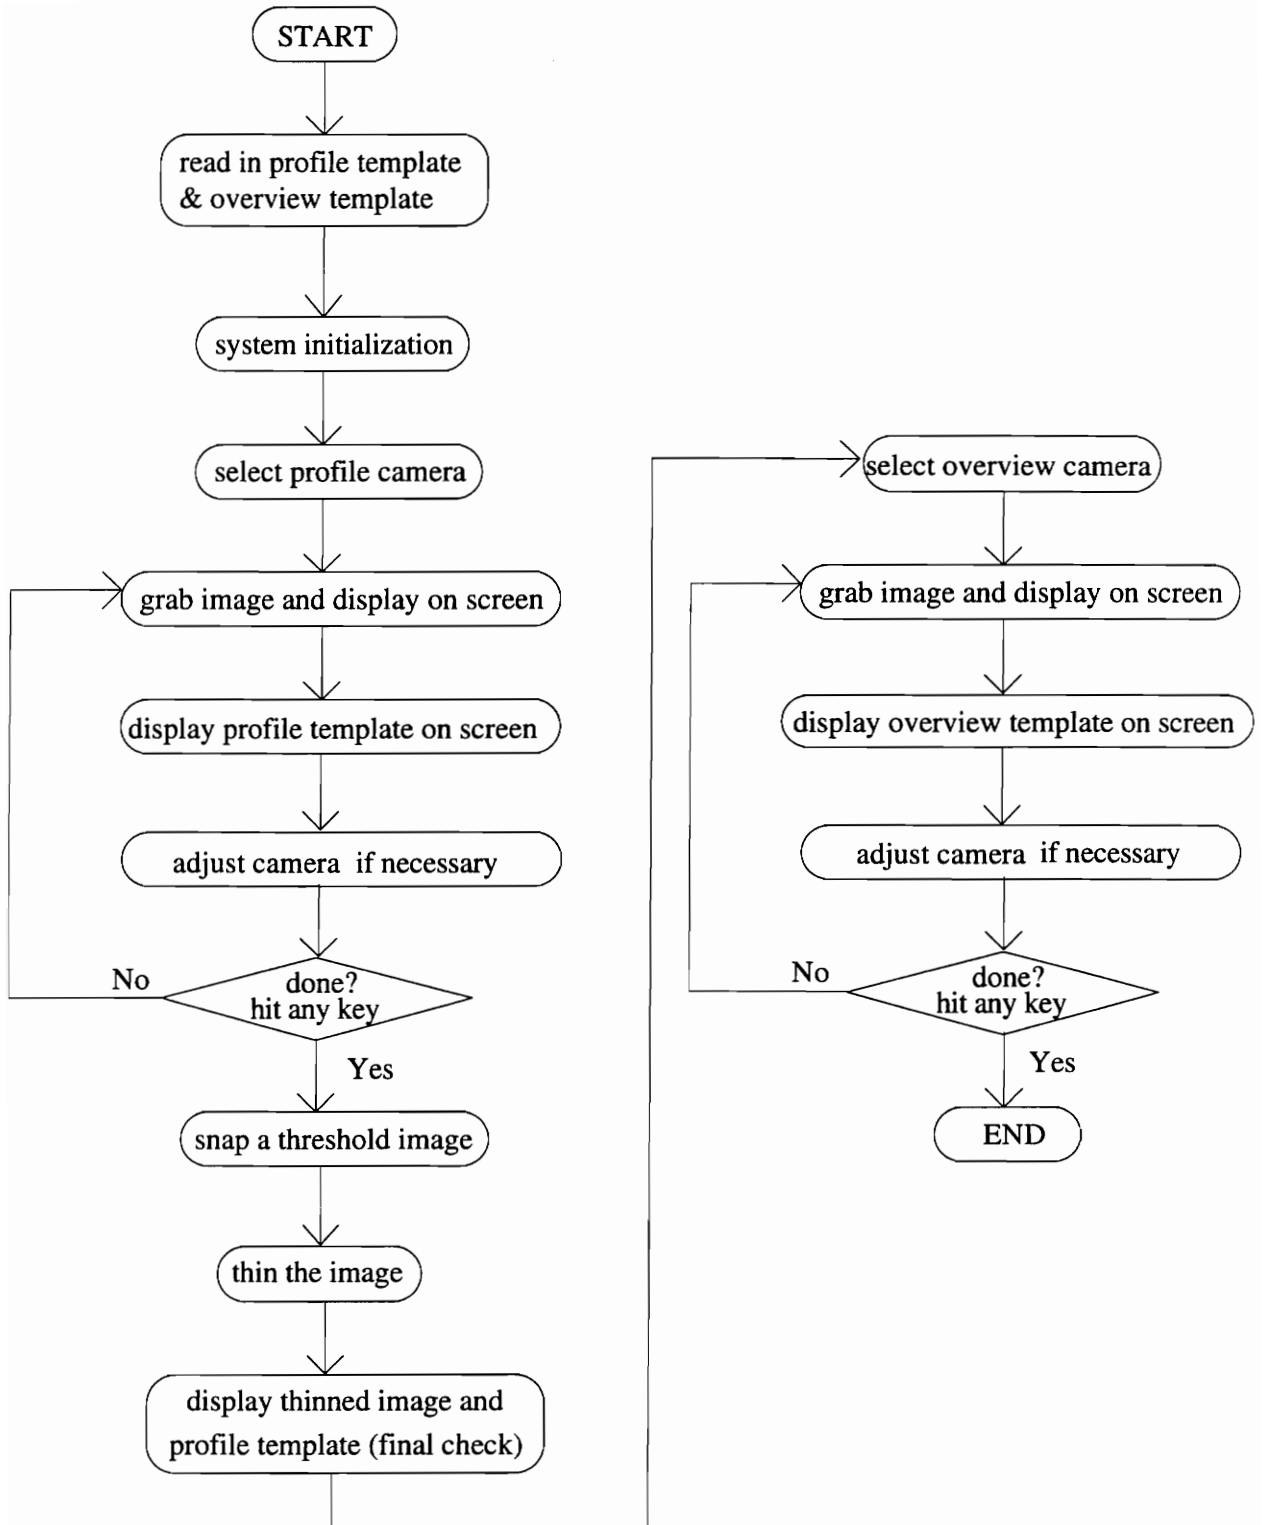 START
read in profile template
& overview template
system initialization
select profile camera
grab image and display on screen
display profile template on screen
adjust camera if necessary
No
done?
hit any key
Yes
snap a threshold image
thin the image
display thinned image and
profile template (final check)
select overview camera
grab image and display on screen
display overview template on screen
adjust camera if necessary
No
done?
hit any key
Yes
END